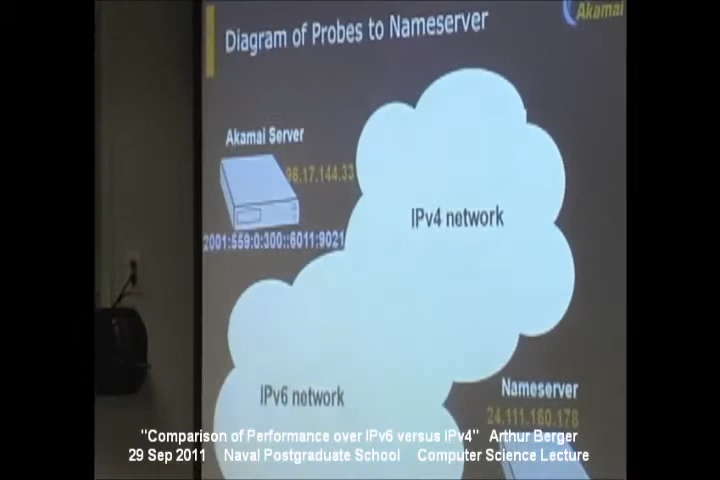 Diagram of Probes to Nameserver
Akamai
Akamai Server
96.17.144.33
IPv4 network
2001:559:0:300::6011:9021
IPv6 network
Nameserver
24.111.160.178
"Comparison of Performance over IPv6 versus IPv4" Arthur Berger
29 Sep 2011 Naval Postgraduate School Computer Science Lecture